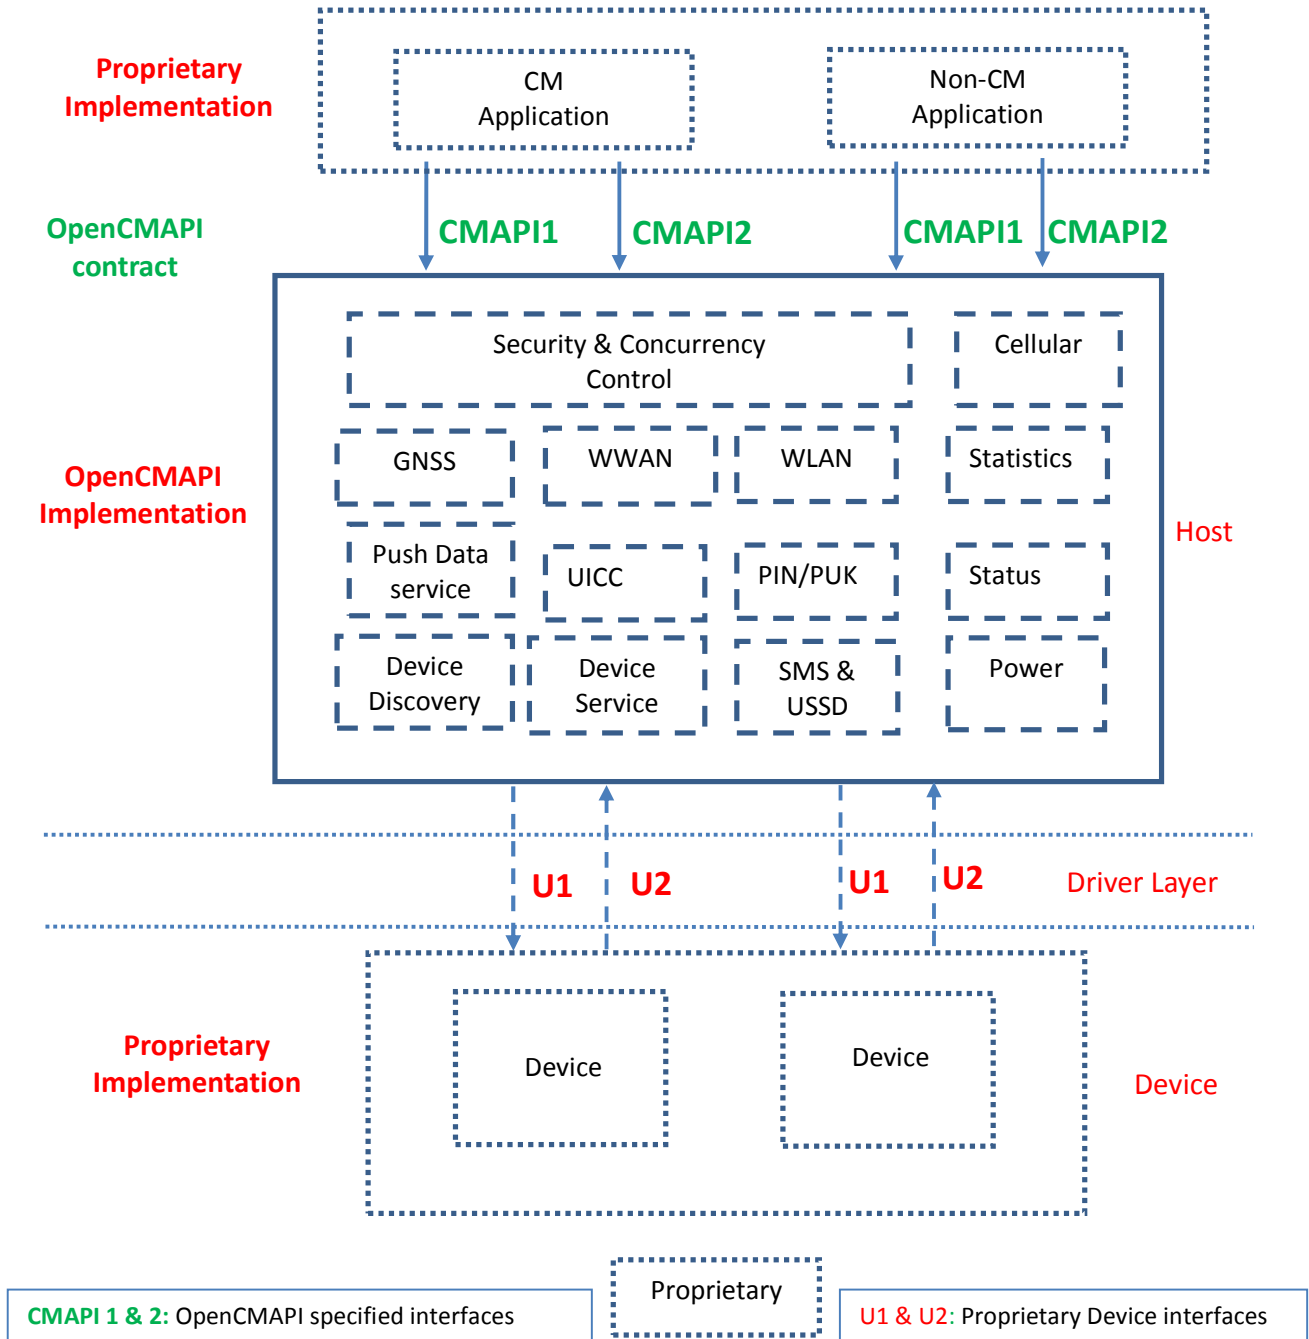 Proprietary
Implementation
CM
Application
Non-CM
Application
OpenCMAPI
contract
CMAPI1
CMAPI2
CMAPI1
CMAPI2
Security & Concurrency
Control
Cellular
GNSS
WWAN
WLAN
Statistics
OpenCMAPI
Implementation
Host
Push Data
service
UICC
PIN/PUK
Status
Device
Discovery
Device
Service
SMS &
USSD
Power
U1
U2
U1
U2
Driver Layer
Proprietary
Implementation
Device
Device
Device
Proprietary
CMAPI 1 & 2: OpenCMAPI specified interfaces
U1 & U2: Proprietary Device interfaces